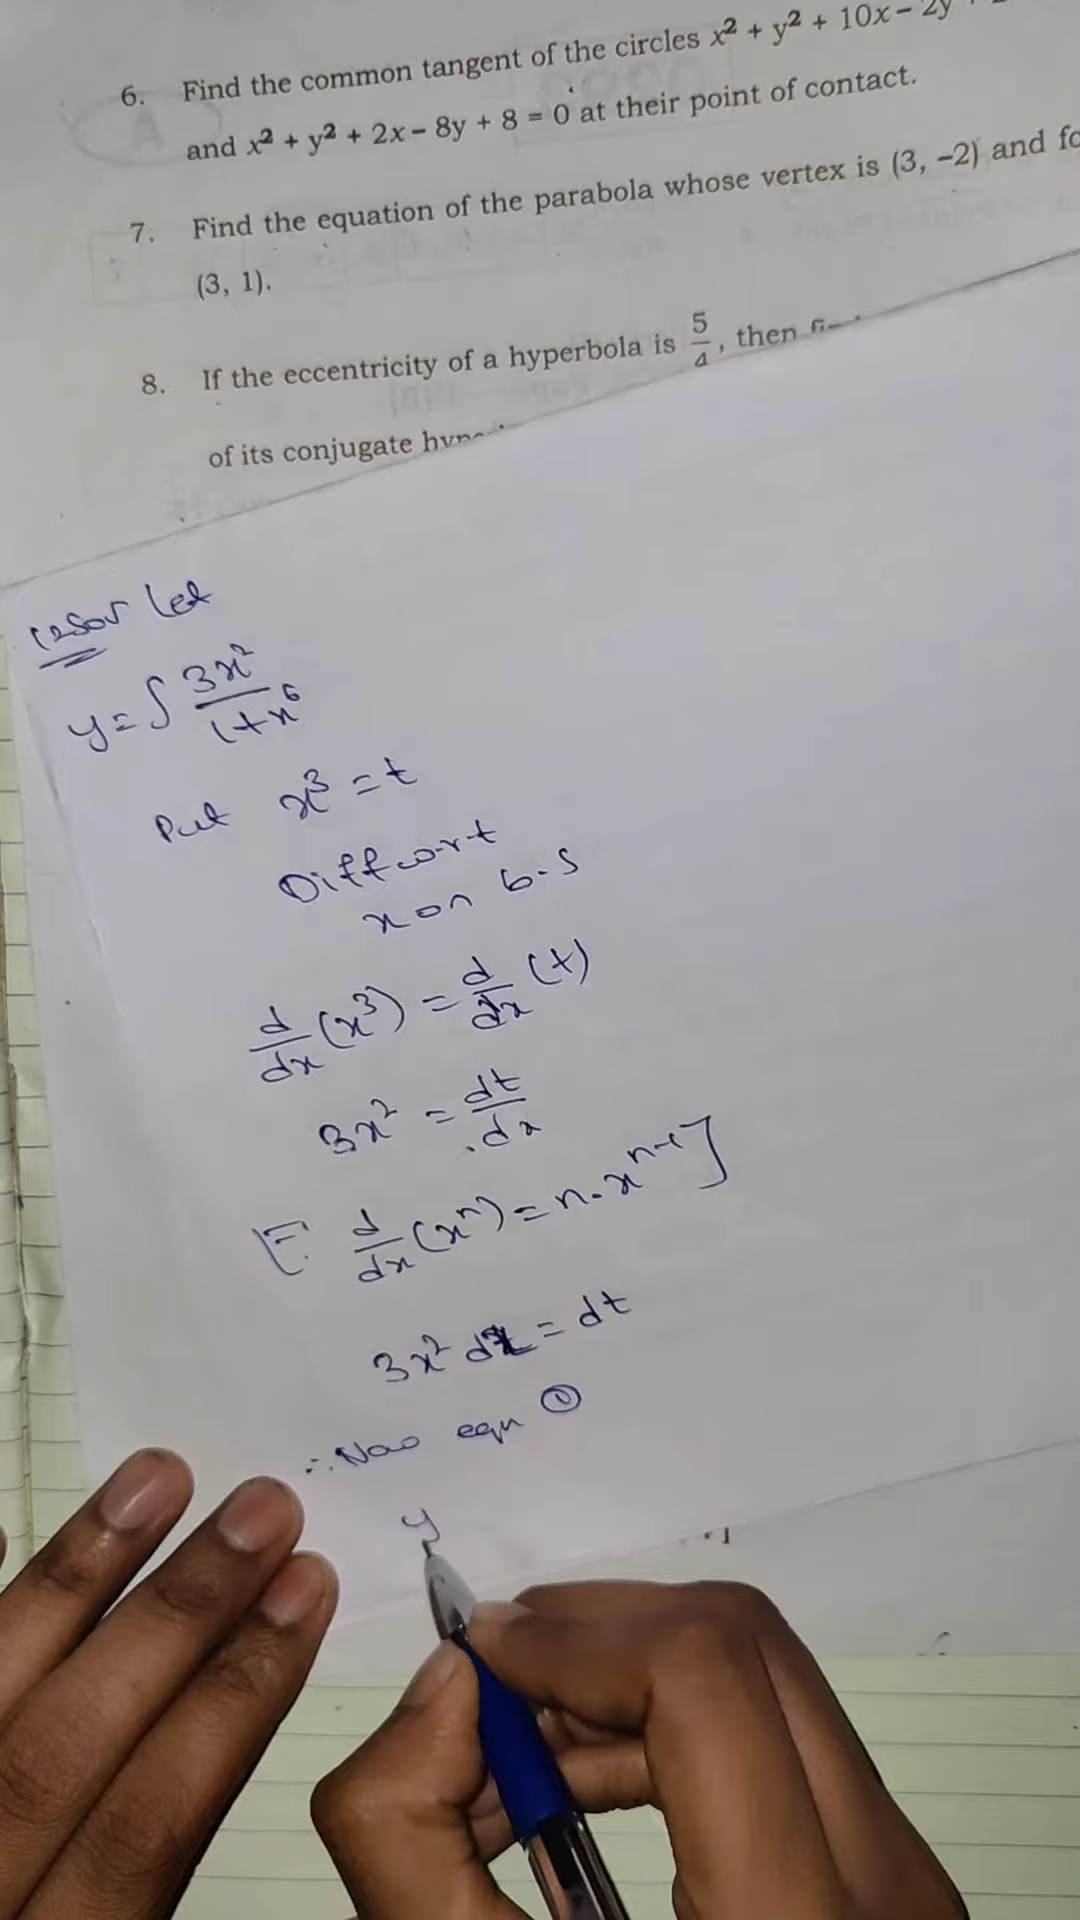 6. Find the common tangent of the circles x² + y² + 10x – 2y
and x² + y² + 2x – 8y + 8 = 0 at their point of contact.
7. Find the equation of the parabola whose vertex is (3, –2) and
(3, 1).
8. If the eccentricity of a hyperbola is 5/4, then
of its conjugate
Let
y = ∫ 3x²/(1+x⁶)
Put x³ = t
Diff w.r.t
x on b.s
d/dx (x³) = d/dx (t)
3x² = dt/dx
[∵ d/dx (xⁿ) = n.xⁿ⁻¹]
3x² dx = dt
∴ Now equ ①
y